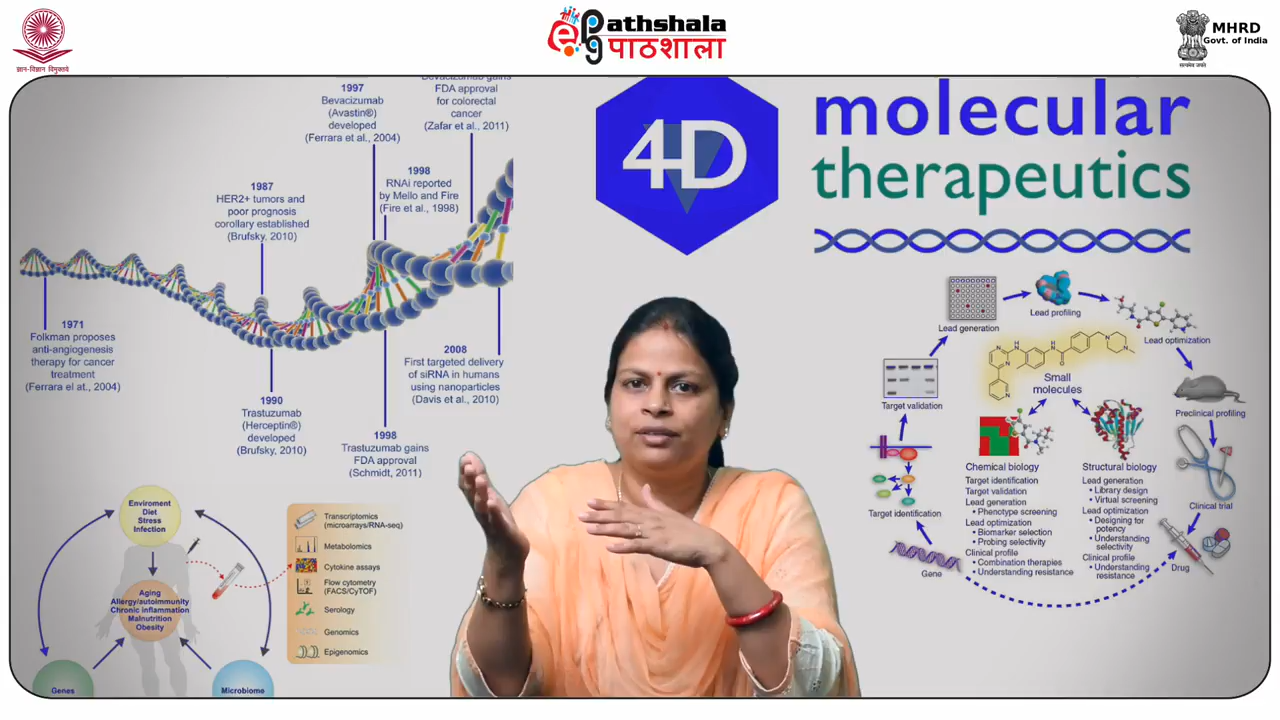 ज्ञान-विज्ञान विमुक्तये
ePG Pathshala
पाठशाला
सत्यमेव जयते
MHRD
Govt. of India
1997
Bevacizumab
(Avastin®)
developed
(Ferrara et al., 2004)
Bevacizumab gains
FDA approval
for colorectal
cancer
(Zafar et al., 2011)
1987
HER2+ tumors and
poor prognosis
corollary established
(Brufsky, 2010)
1998
RNAi reported
by Mello and Fire
(Fire et al., 1998)
1971
Folkman proposes
anti-angiogenesis
therapy for cancer
treatment
(Ferrara el at., 2004)
1990
Trastuzumab
(Herceptin®)
developed
(Brufsky, 2010)
1998
Trastuzumab gains
FDA approval
(Schmidt, 2011)
2008
First targeted delivery
of siRNA in humans
using nanoparticles
(Davis et al., 2010)
4D
molecular
therapeutics
Lead generation
Lead profiling
Lead optimization
Target validation
Small
molecules
Preclinical profiling
Target identification
Clinical trial
Gene
Drug
Chemical biology
Target identification
Target validation
Lead generation
• Phenotype screening
Lead optimization
• Biomarker selection
• Probing selectivity
Clinical profile
• Combination therapies
• Understanding resistance
Structural biology
Lead generation
• Library design
• Virtual screening
Lead optimization
• Designing for
potency
• Understanding
selectivity
Clinical profile
• Understanding
resistance
Enviroment
Diet
Stress
Infection
Aging
Allergy/autoimmunity
Chronic inflammation
Malnutrition
Obesity
Genes
Microbiome
Transcriptomics
(microarrays/RNA-seq)
Metabolomics
Cytokine assays
Flow cytometry
(FACS/CyTOF)
Serology
Genomics
Epigenomics